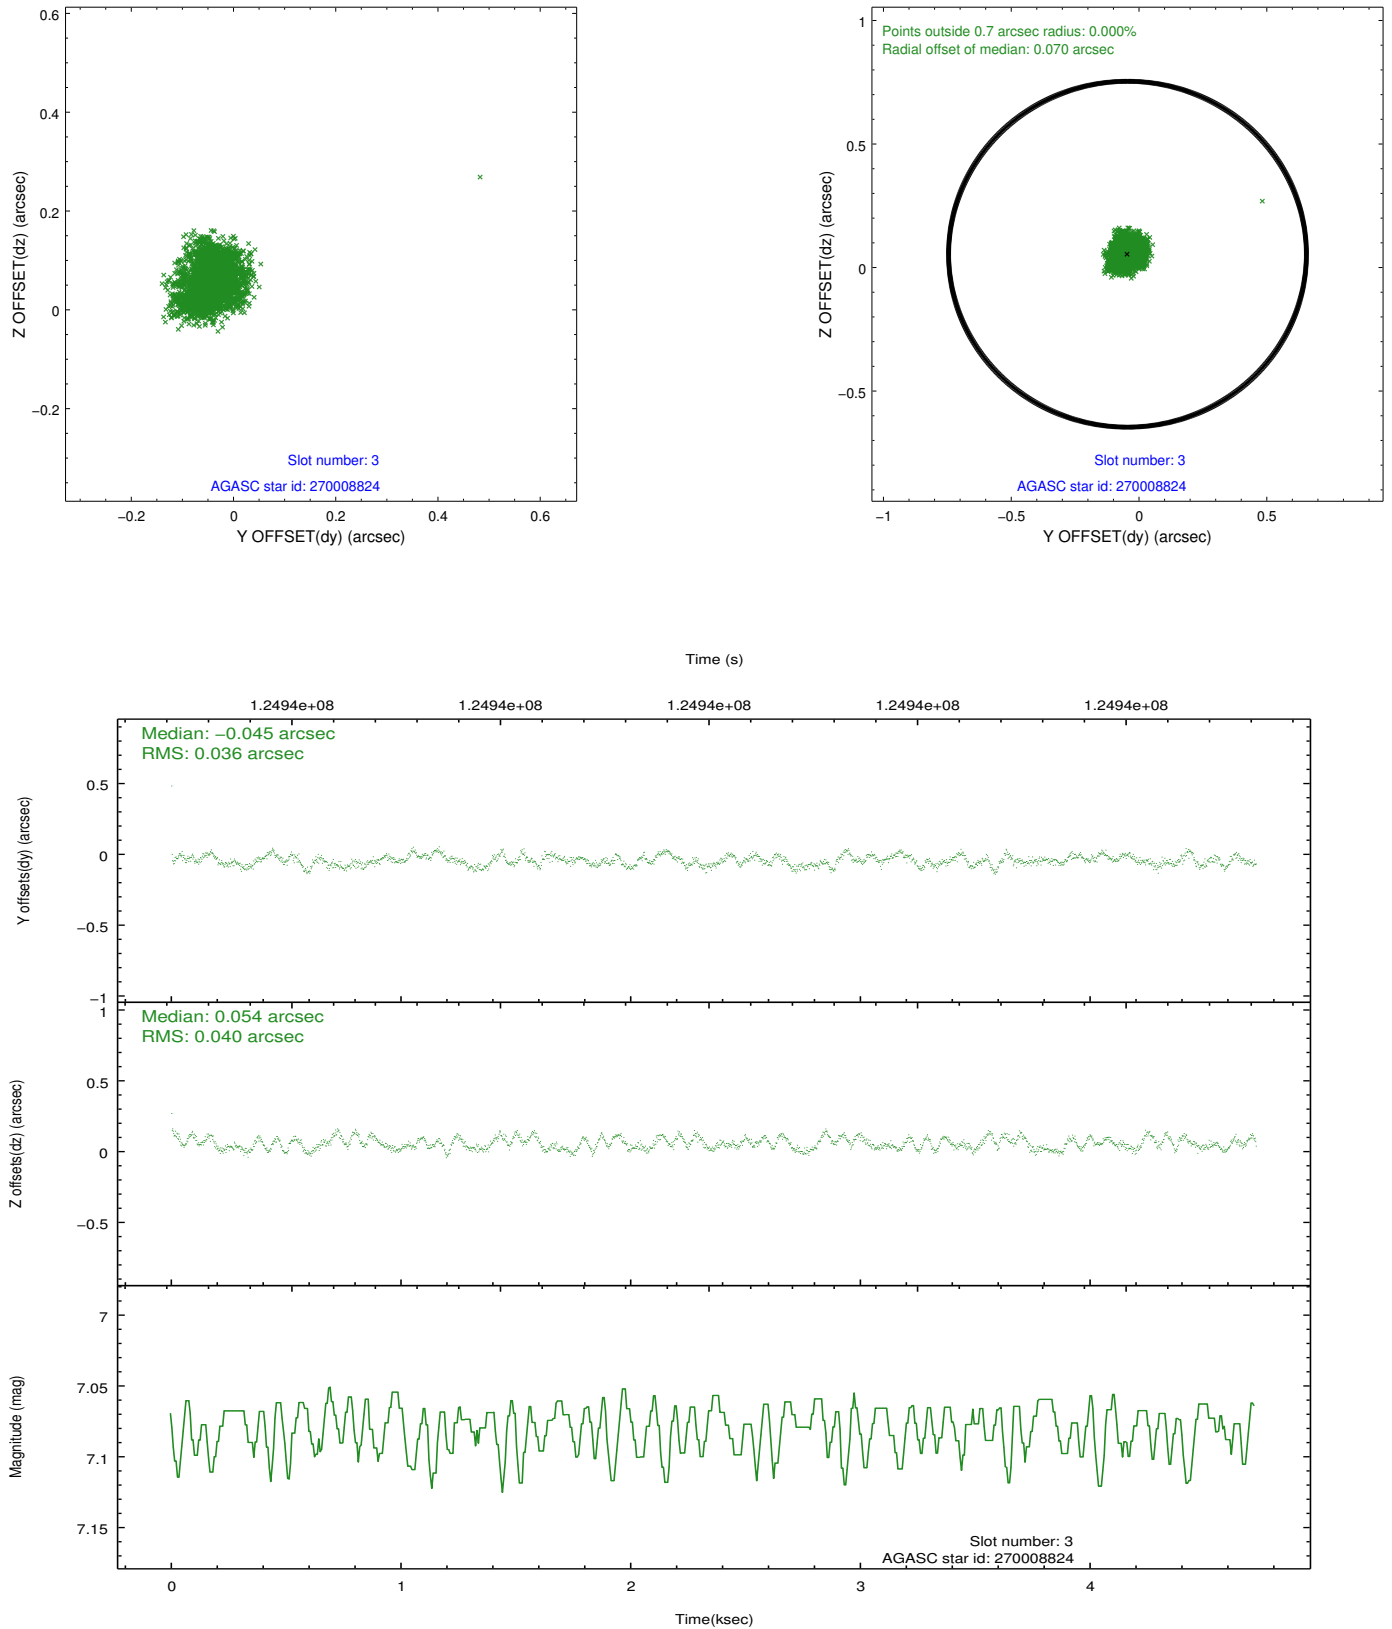 0.6
0.4
0.2
0
−0.2
Z OFFSET(dz) (arcsec)
Slot number: 3
AGASC star id: 270008824
−0.2 0 0.2 0.4 0.6
Y OFFSET(dy) (arcsec)
Points outside 0.7 arcsec radius: 0.000%
Radial offset of median: 0.070 arcsec
1
0.5
0
−0.5
Z OFFSET(dz) (arcsec)
Slot number: 3
AGASC star id: 270008824
−1 −0.5 0 0.5
Y OFFSET(dy) (arcsec)
Time (s)
1.2494e+08 1.2494e+08 1.2494e+08 1.2494e+08 1.2494e+08
Median: −0.045 arcsec
RMS: 0.036 arcsec
0.5
0
−0.5
−1
Y offsets(dy) (arcsec)
Median: 0.054 arcsec
RMS: 0.040 arcsec
1
0.5
0
−0.5
Z offsets(dz) (arcsec)
7
7.05
7.1
7.15
Magnitude (mag)
Slot number: 3
AGASC star id: 270008824
0 1 2 3 4
Time(ksec)